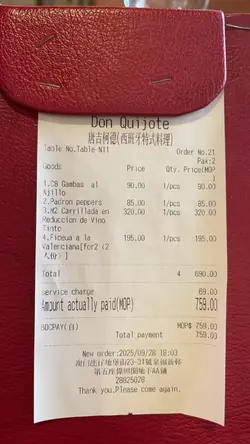 Don Quijote
唐吉柯德(西班牙特式料理)
Table No.Table-N11 Order No.21
Pax:2
Goods Price Qty. Price(MOP)
1.C8 Gambas al Ajillo 90.00 1/pcs 90.00
2.Padron peppers 85.00 1/pcs 85.00
3.M2 Carrillada en Reduccion de Vino Tinto 320.00 1/pcs 320.00
4.Ficeua a la Valenciana[for2(2人份)] 195.00 1/pcs 195.00
Total 4 690.00
service charge 69.00
Amount actually paid(MOP) 759.00
BOCPAY(自) MOP$ 759.00
Total payment 759.00
New order:2025/09/28 18:03
28825028
Thank you.Please come again.